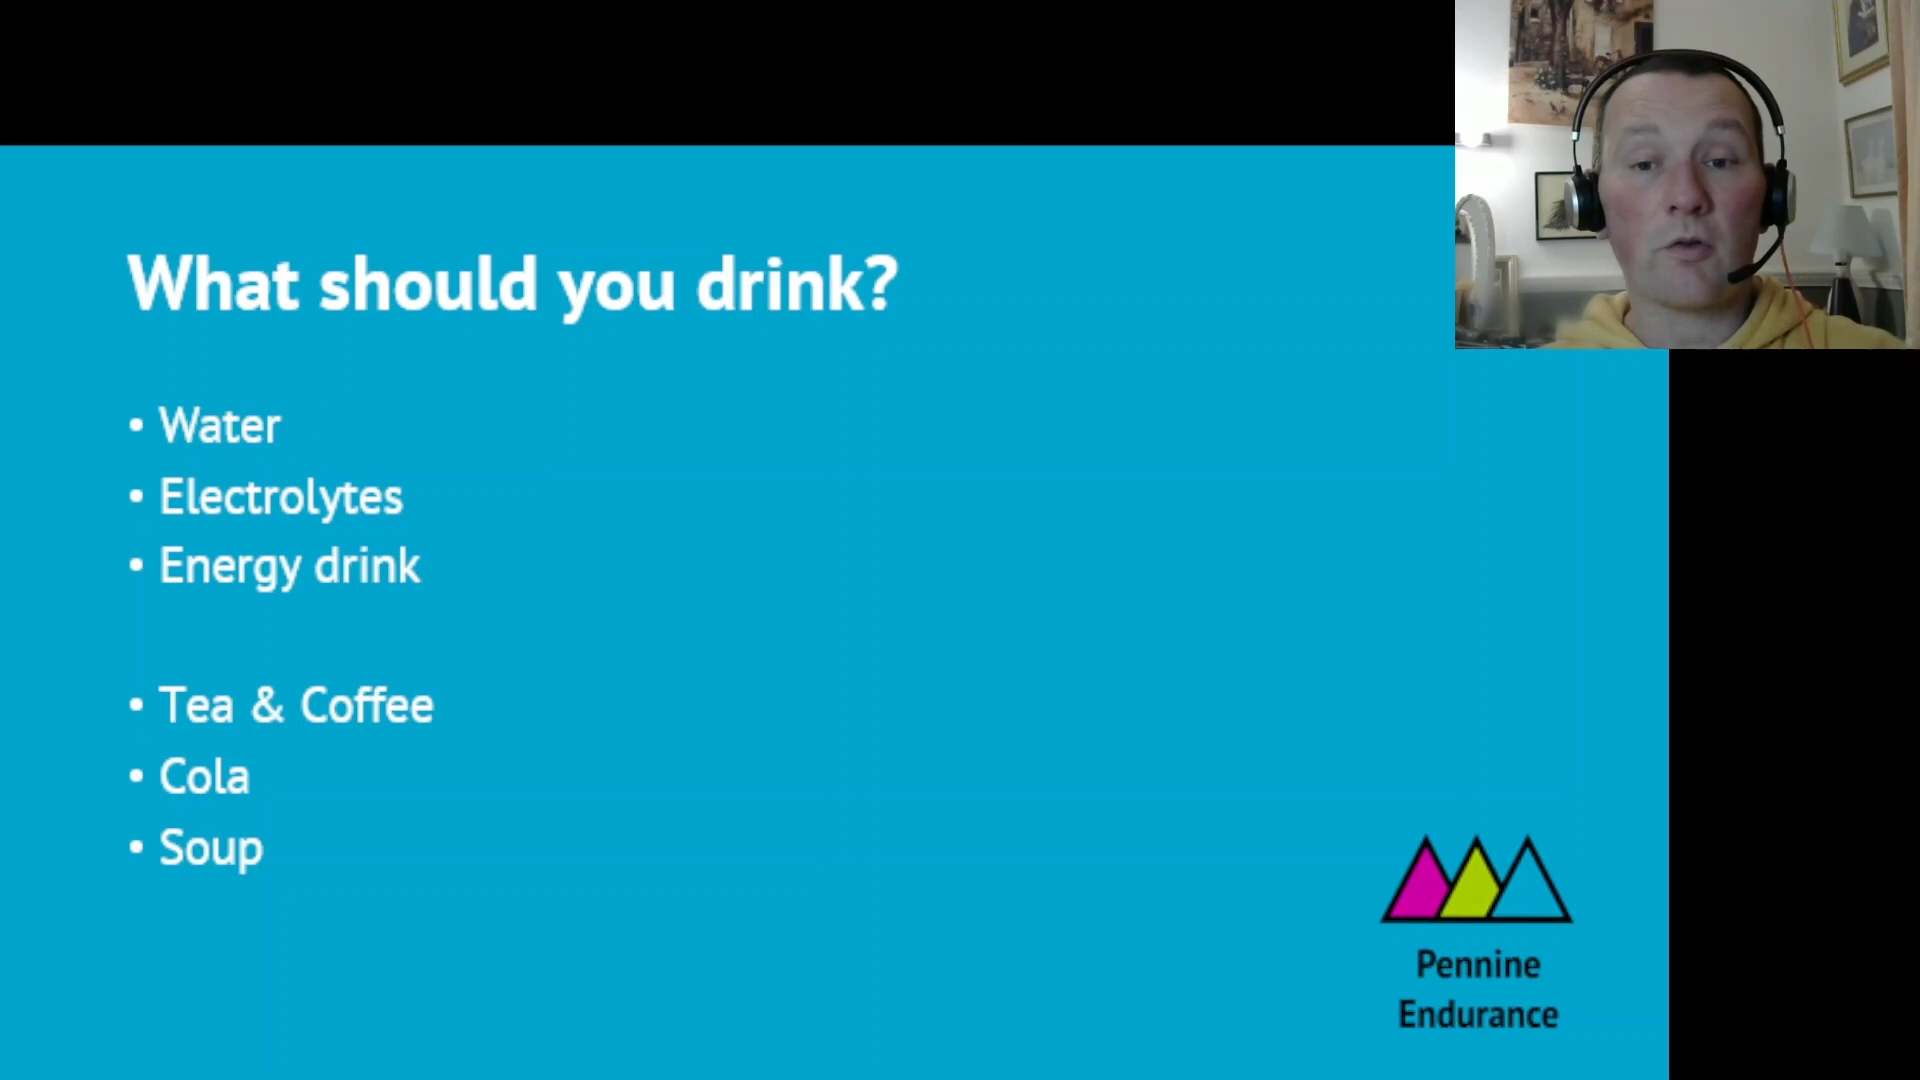 What should you drink?
• Water
• Electrolytes
• Energy drink
• Tea & Coffee
• Cola
• Soup
Pennine
Endurance